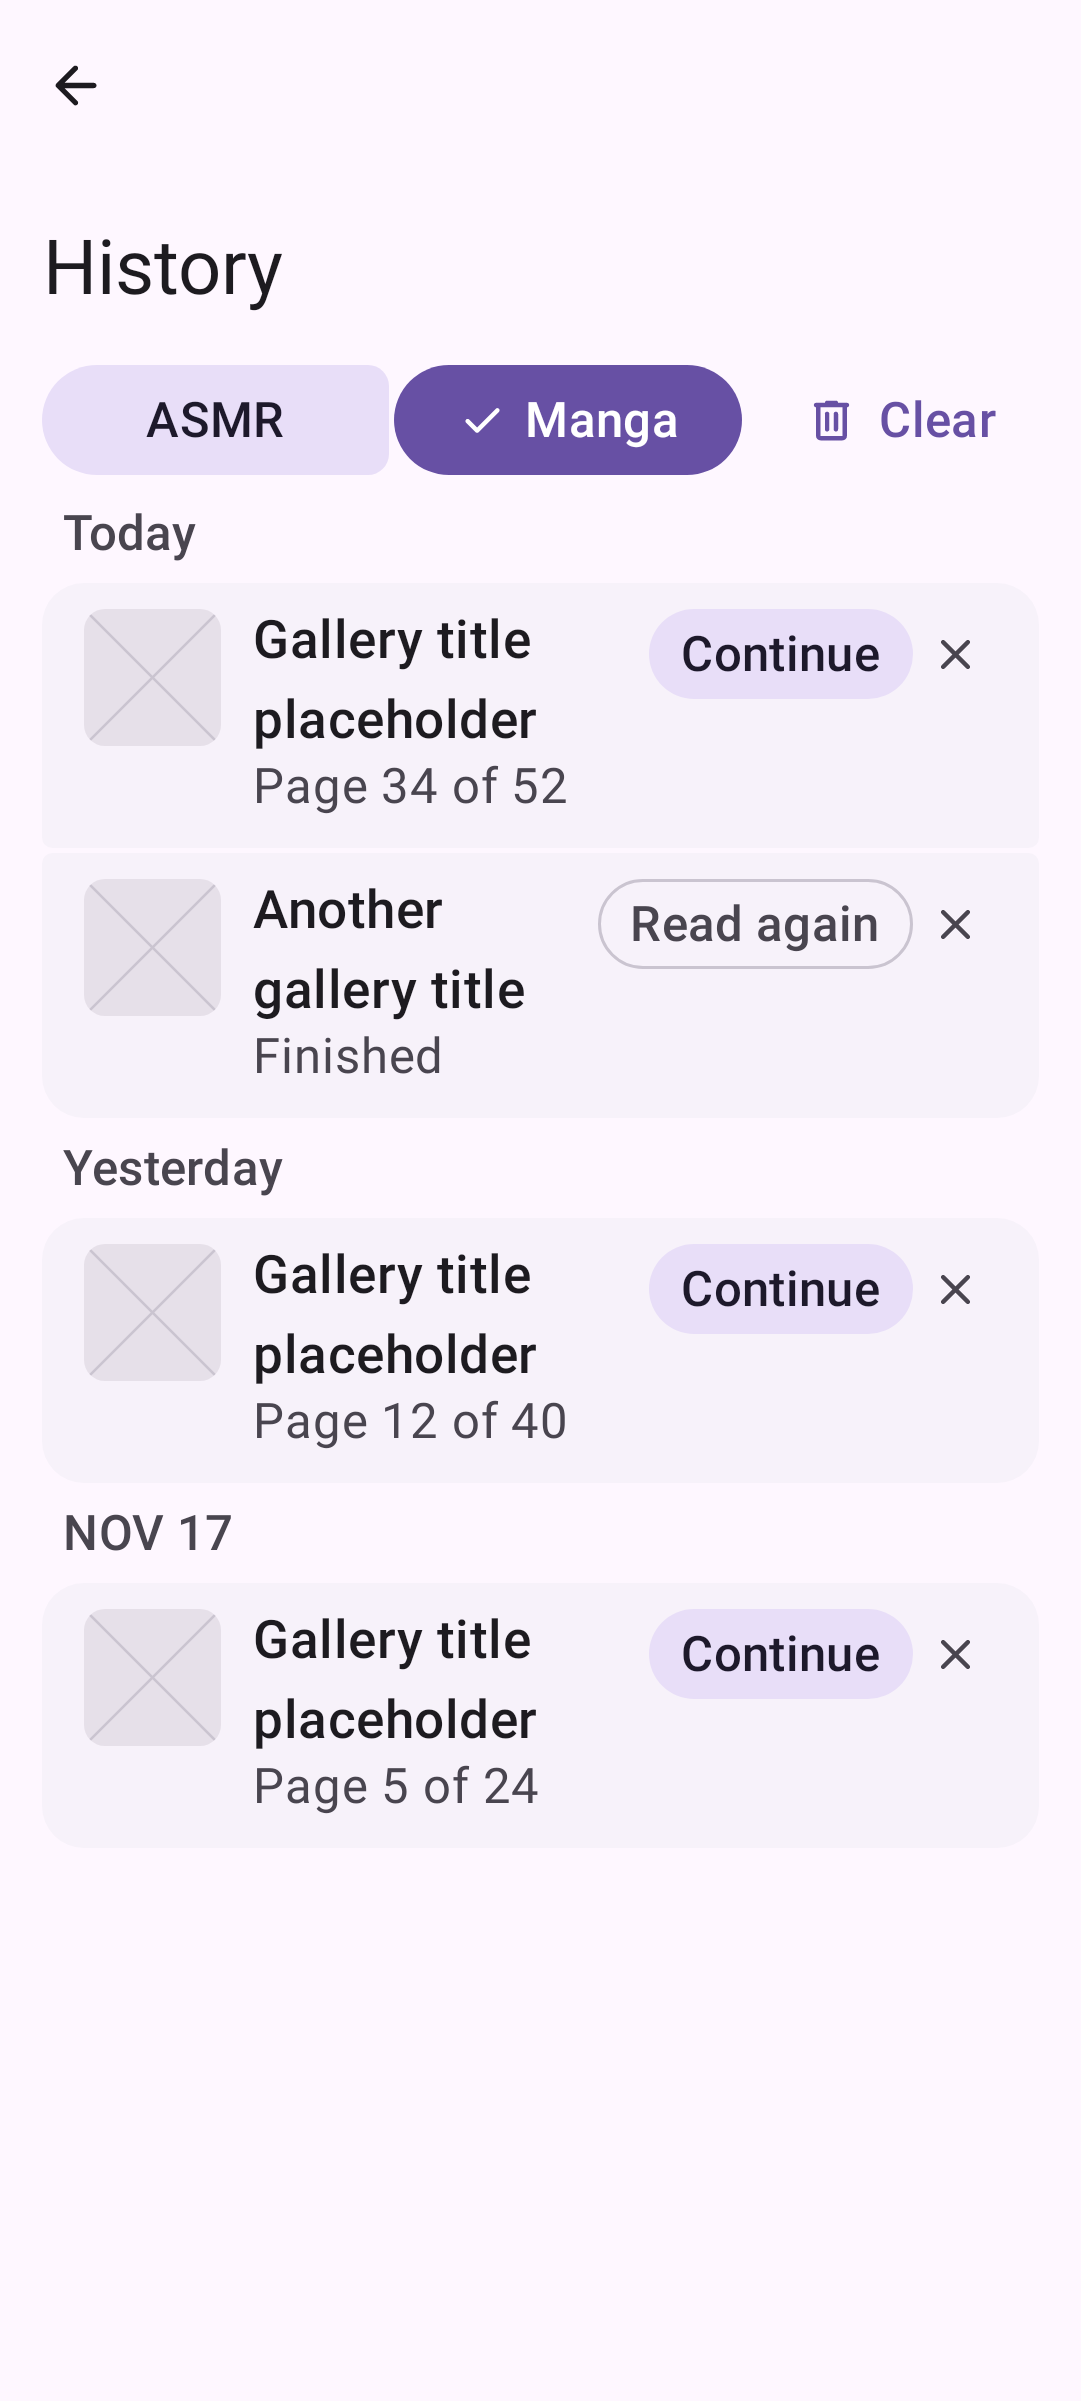 History
ASMR
Manga
Clear
Today
Gallery title
placeholder
Page 34 of 52
Continue
Another
gallery title
Finished
Read again
Yesterday
Gallery title
placeholder
Page 12 of 40
Continue
NOV 17
Gallery title
placeholder
Page 5 of 24
Continue